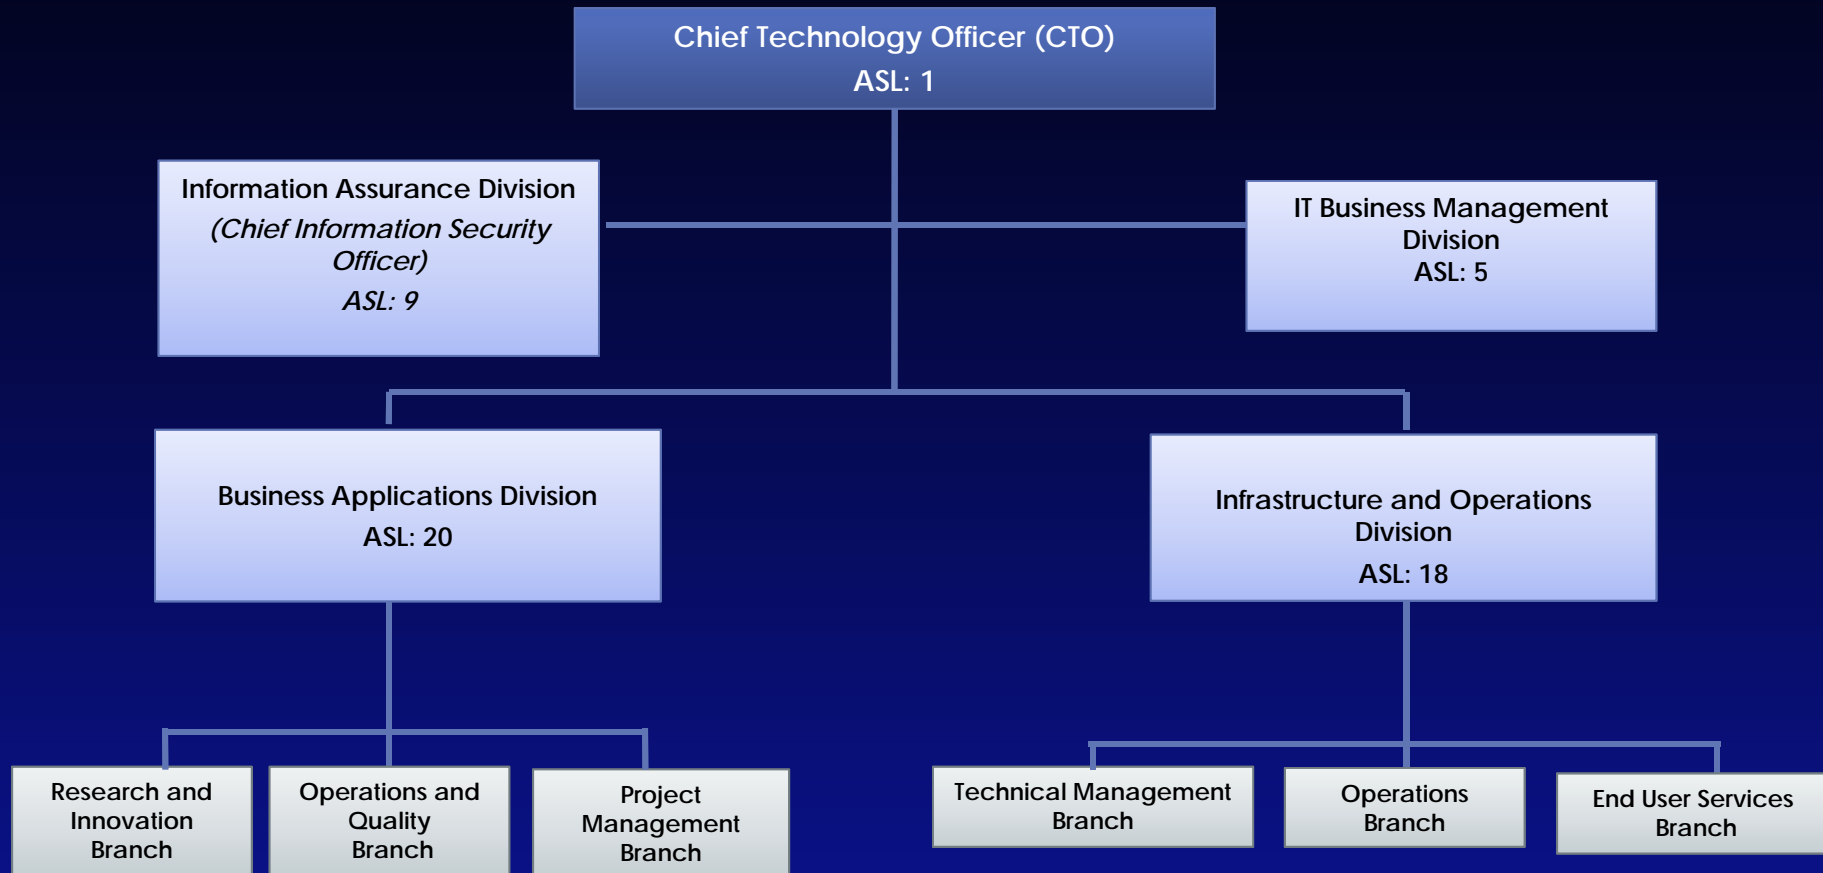 Chief Technology Officer (CTO)
ASL: 1
Information Assurance Division
(Chief Information Security
Officer)
ASL: 9
IT Business Management
Division
ASL: 5
Business Applications Division
ASL: 20
Infrastructure and Operations
Division
ASL: 18
Research and
Innovation
Branch
Operations and
Quality
Branch
Project
Management
Branch
Technical Management
Branch
Operations
Branch
End User Services
Branch